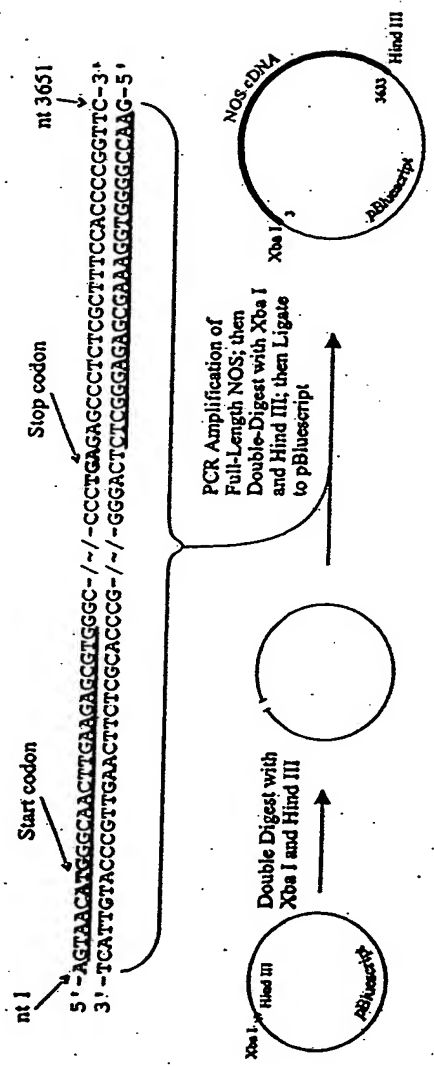 nt 1
Start codon
Stop codon
nt 3651
5'-AGTAACATGGGCAACTTGAAGAGCGTGGGC-/~/-CCCTGAGAGCCCTCTCGCTTTCCACCCCGGTTC-3'
3'-TCATTGTACCCGTTGAACTTCTCGCACCCG-/~/-GGGACTCTCGGGAGAGCGAAAGGTGGGGCCAAG-5'
Xba I
Hind III
pBluescript
Double Digest with
Xba I and Hind III
PCR Amplification of
Full-Length NOS; then
Double-Digest with Xba I
and Hind III; then Ligate
to pBluescript
NOS cDNA
Xba I
3
3633
Hind III
pBluescript